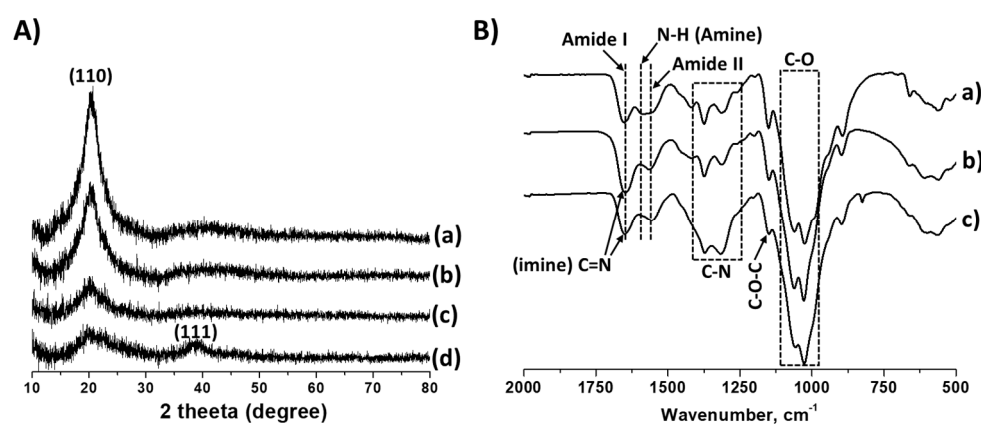 A)
(110)
(a)
(b)
(c)
(111)
(d)
10 20 30 40 50 60 70 80
2 theeta (degree)
B)
N-H (Amine)
Amide I
Amide II
C-O
a)
b)
c)
(imine) C=N
C-N
C-O-C
2000 1750 1500 1250 1000 750 500
Wavenumber, cm⁻¹